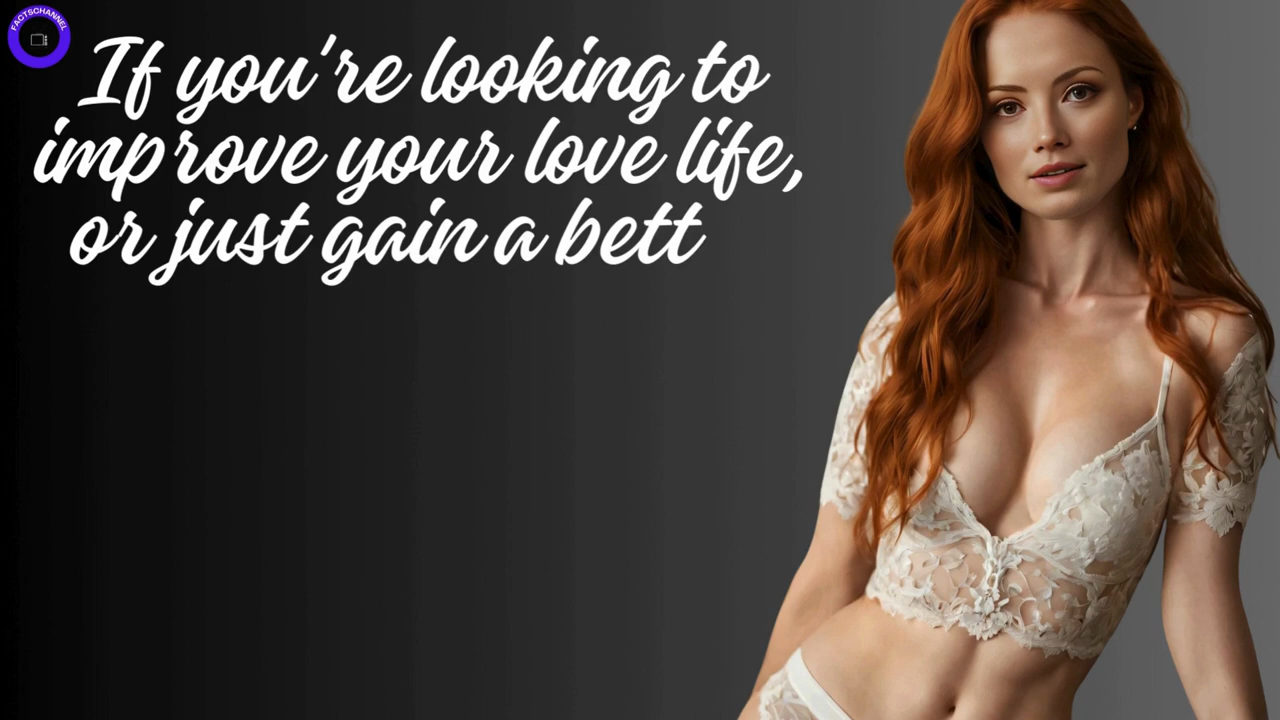 FACTSCHANNEL
If you're looking to
improve your love life,
or just gain a bett